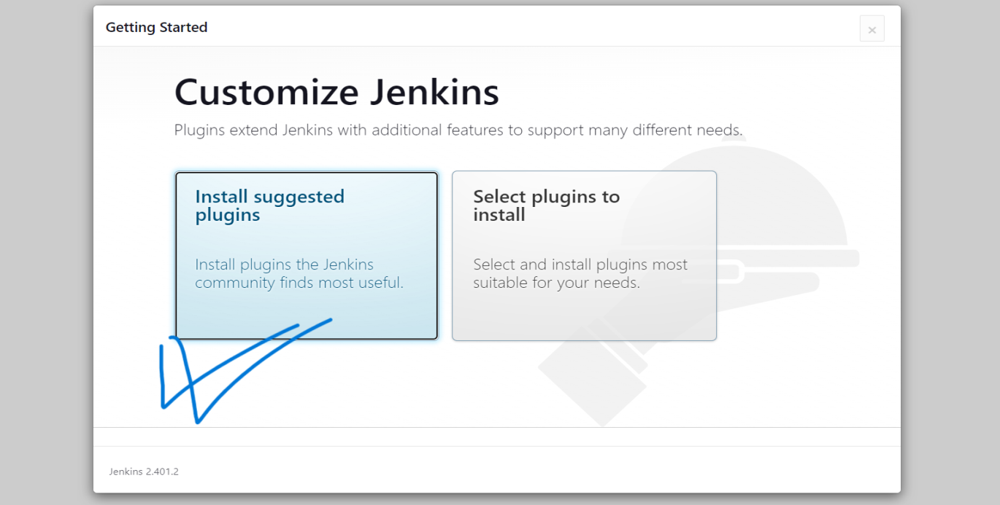 Getting Started
Customize Jenkins
Plugins extend Jenkins with additional features to support many different needs.
Install suggested
plugins
Install plugins the Jenkins
community finds most useful.
Select plugins to
install
Select and install plugins most
suitable for your needs.
Jenkins 2.401.2